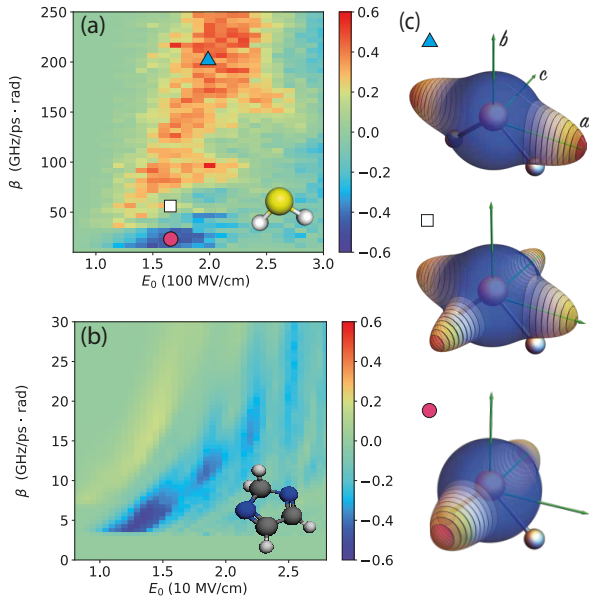 (a)
250
200
150
100
50
β (GHz/ps · rad)
1.0 1.5 2.0 2.5 3.0
E₀ (100 MV/cm)
0.6
0.4
0.2
0.0
−0.2
−0.4
−0.6
(b)
30
25
20
15
10
5
0
β (GHz/ps · rad)
1.0 1.5 2.0 2.5
E₀ (10 MV/cm)
0.6
0.4
0.2
0.0
−0.2
−0.4
−0.6
(c)
b
c
a